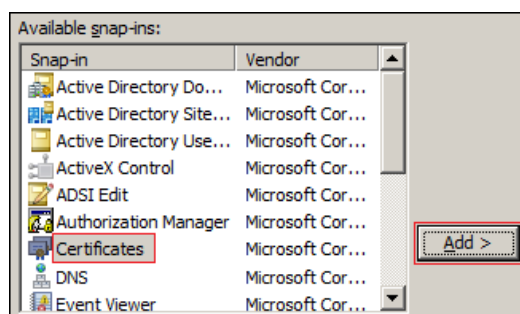 Available snap-ins:
Snap-in Vendor
Active Directory Do... Microsoft Cor...
Active Directory Site... Microsoft Cor...
Active Directory Use... Microsoft Cor...
ActiveX Control Microsoft Cor...
ADSI Edit Microsoft Cor...
Authorization Manager Microsoft Cor...
Certificates Microsoft Cor...
Add >
DNS Microsoft Cor...
Event Viewer Microsoft Cor...